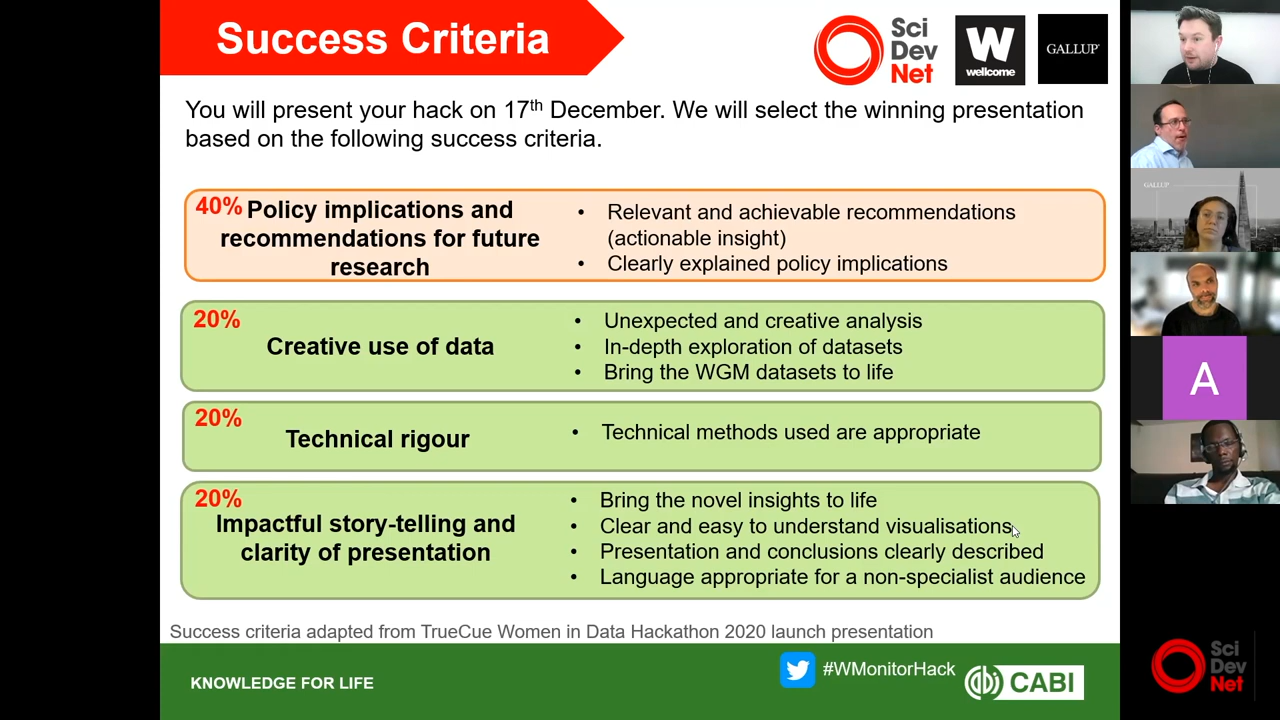 Success Criteria
Sci
Dev
Net
W
wellcome
GALLUP
You will present your hack on 17th December. We will select the winning presentation
based on the following success criteria.
40% Policy implications and
recommendations for future
research
• Relevant and achievable recommendations
(actionable insight)
• Clearly explained policy implications
20%
Creative use of data
• Unexpected and creative analysis
• In-depth exploration of datasets
• Bring the WGM datasets to life
20%
Technical rigour
• Technical methods used are appropriate
20%
Impactful story-telling and
clarity of presentation
• Bring the novel insights to life
• Clear and easy to understand visualisations
• Presentation and conclusions clearly described
• Language appropriate for a non-specialist audience
Success criteria adapted from TrueCue Women in Data Hackathon 2020 launch presentation
KNOWLEDGE FOR LIFE
#WMonitorHack
CABI
GALLUP
A
Sci
Dev
Net